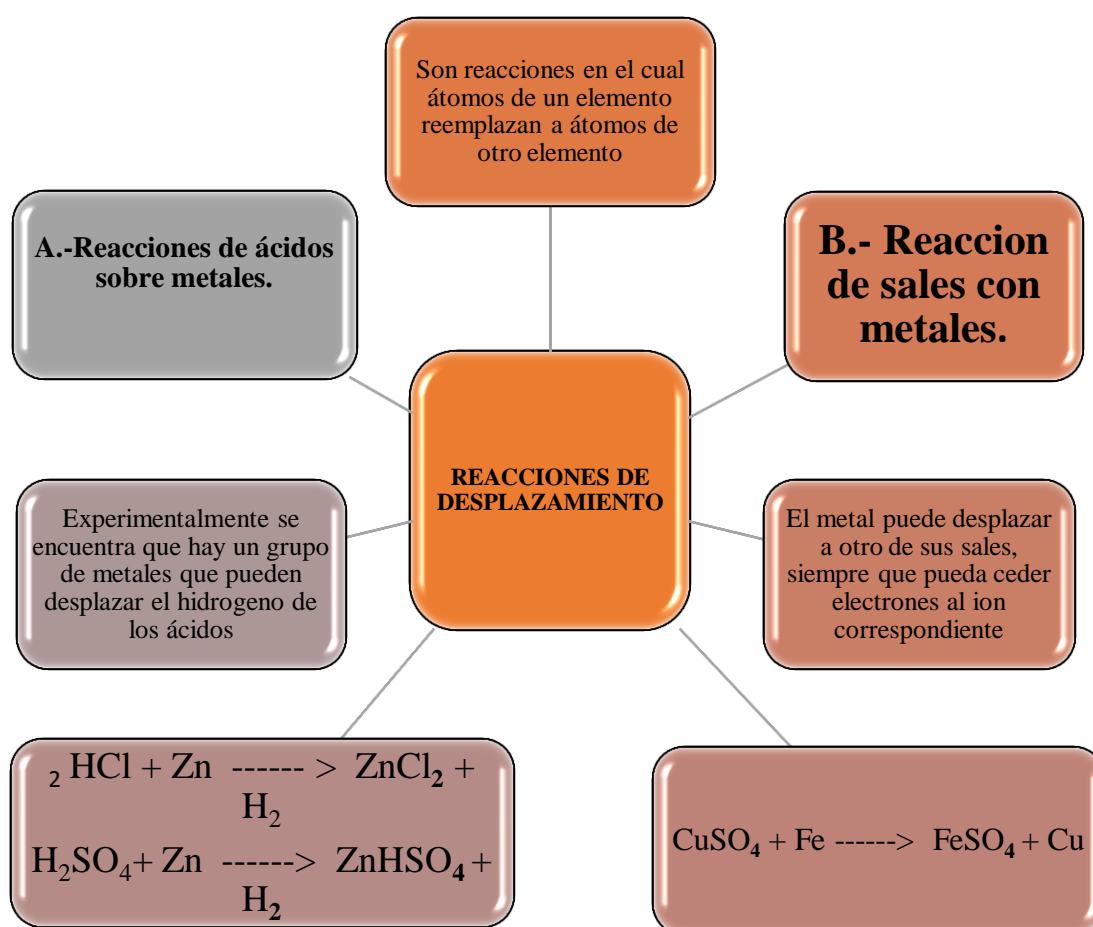 Son reacciones en el cual
átomos de un elemento
reemplazan a átomos de
otro elemento
A.-Reacciones de ácidos
sobre metales.
B.- Reaccion
de sales con
metales.
REACCIONES DE
DESPLAZAMIENTO
Experimentalmente se
encuentra que hay un grupo
de metales que pueden
desplazar el hidrogeno de
los ácidos
El metal puede desplazar
a otro de sus sales,
siempre que pueda ceder
electrones al ion
correspondiente
₂ HCl + Zn ------ > ZnCl₂ +
H₂
H₂SO₄+ Zn ------> ZnHSO₄ +
H₂
CuSO₄ + Fe ------> FeSO₄ + Cu